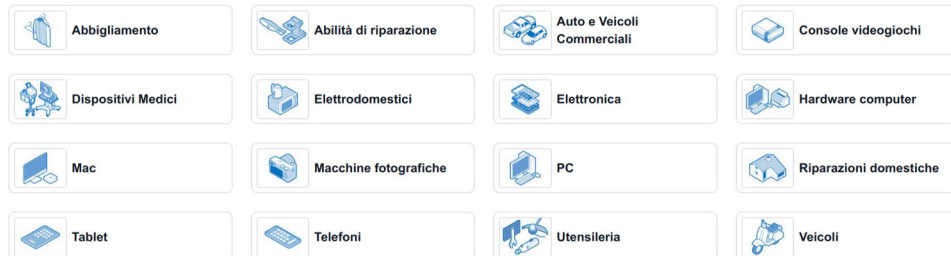 Abbigliamento
Abilità di riparazione
Auto e Veicoli
Commerciali
Console videogiochi
Dispositivi Medici
Elettrodomestici
Elettronica
Hardware computer
Mac
Macchine fotografiche
PC
Riparazioni domestiche
Tablet
Telefoni
Utensileria
Veicoli